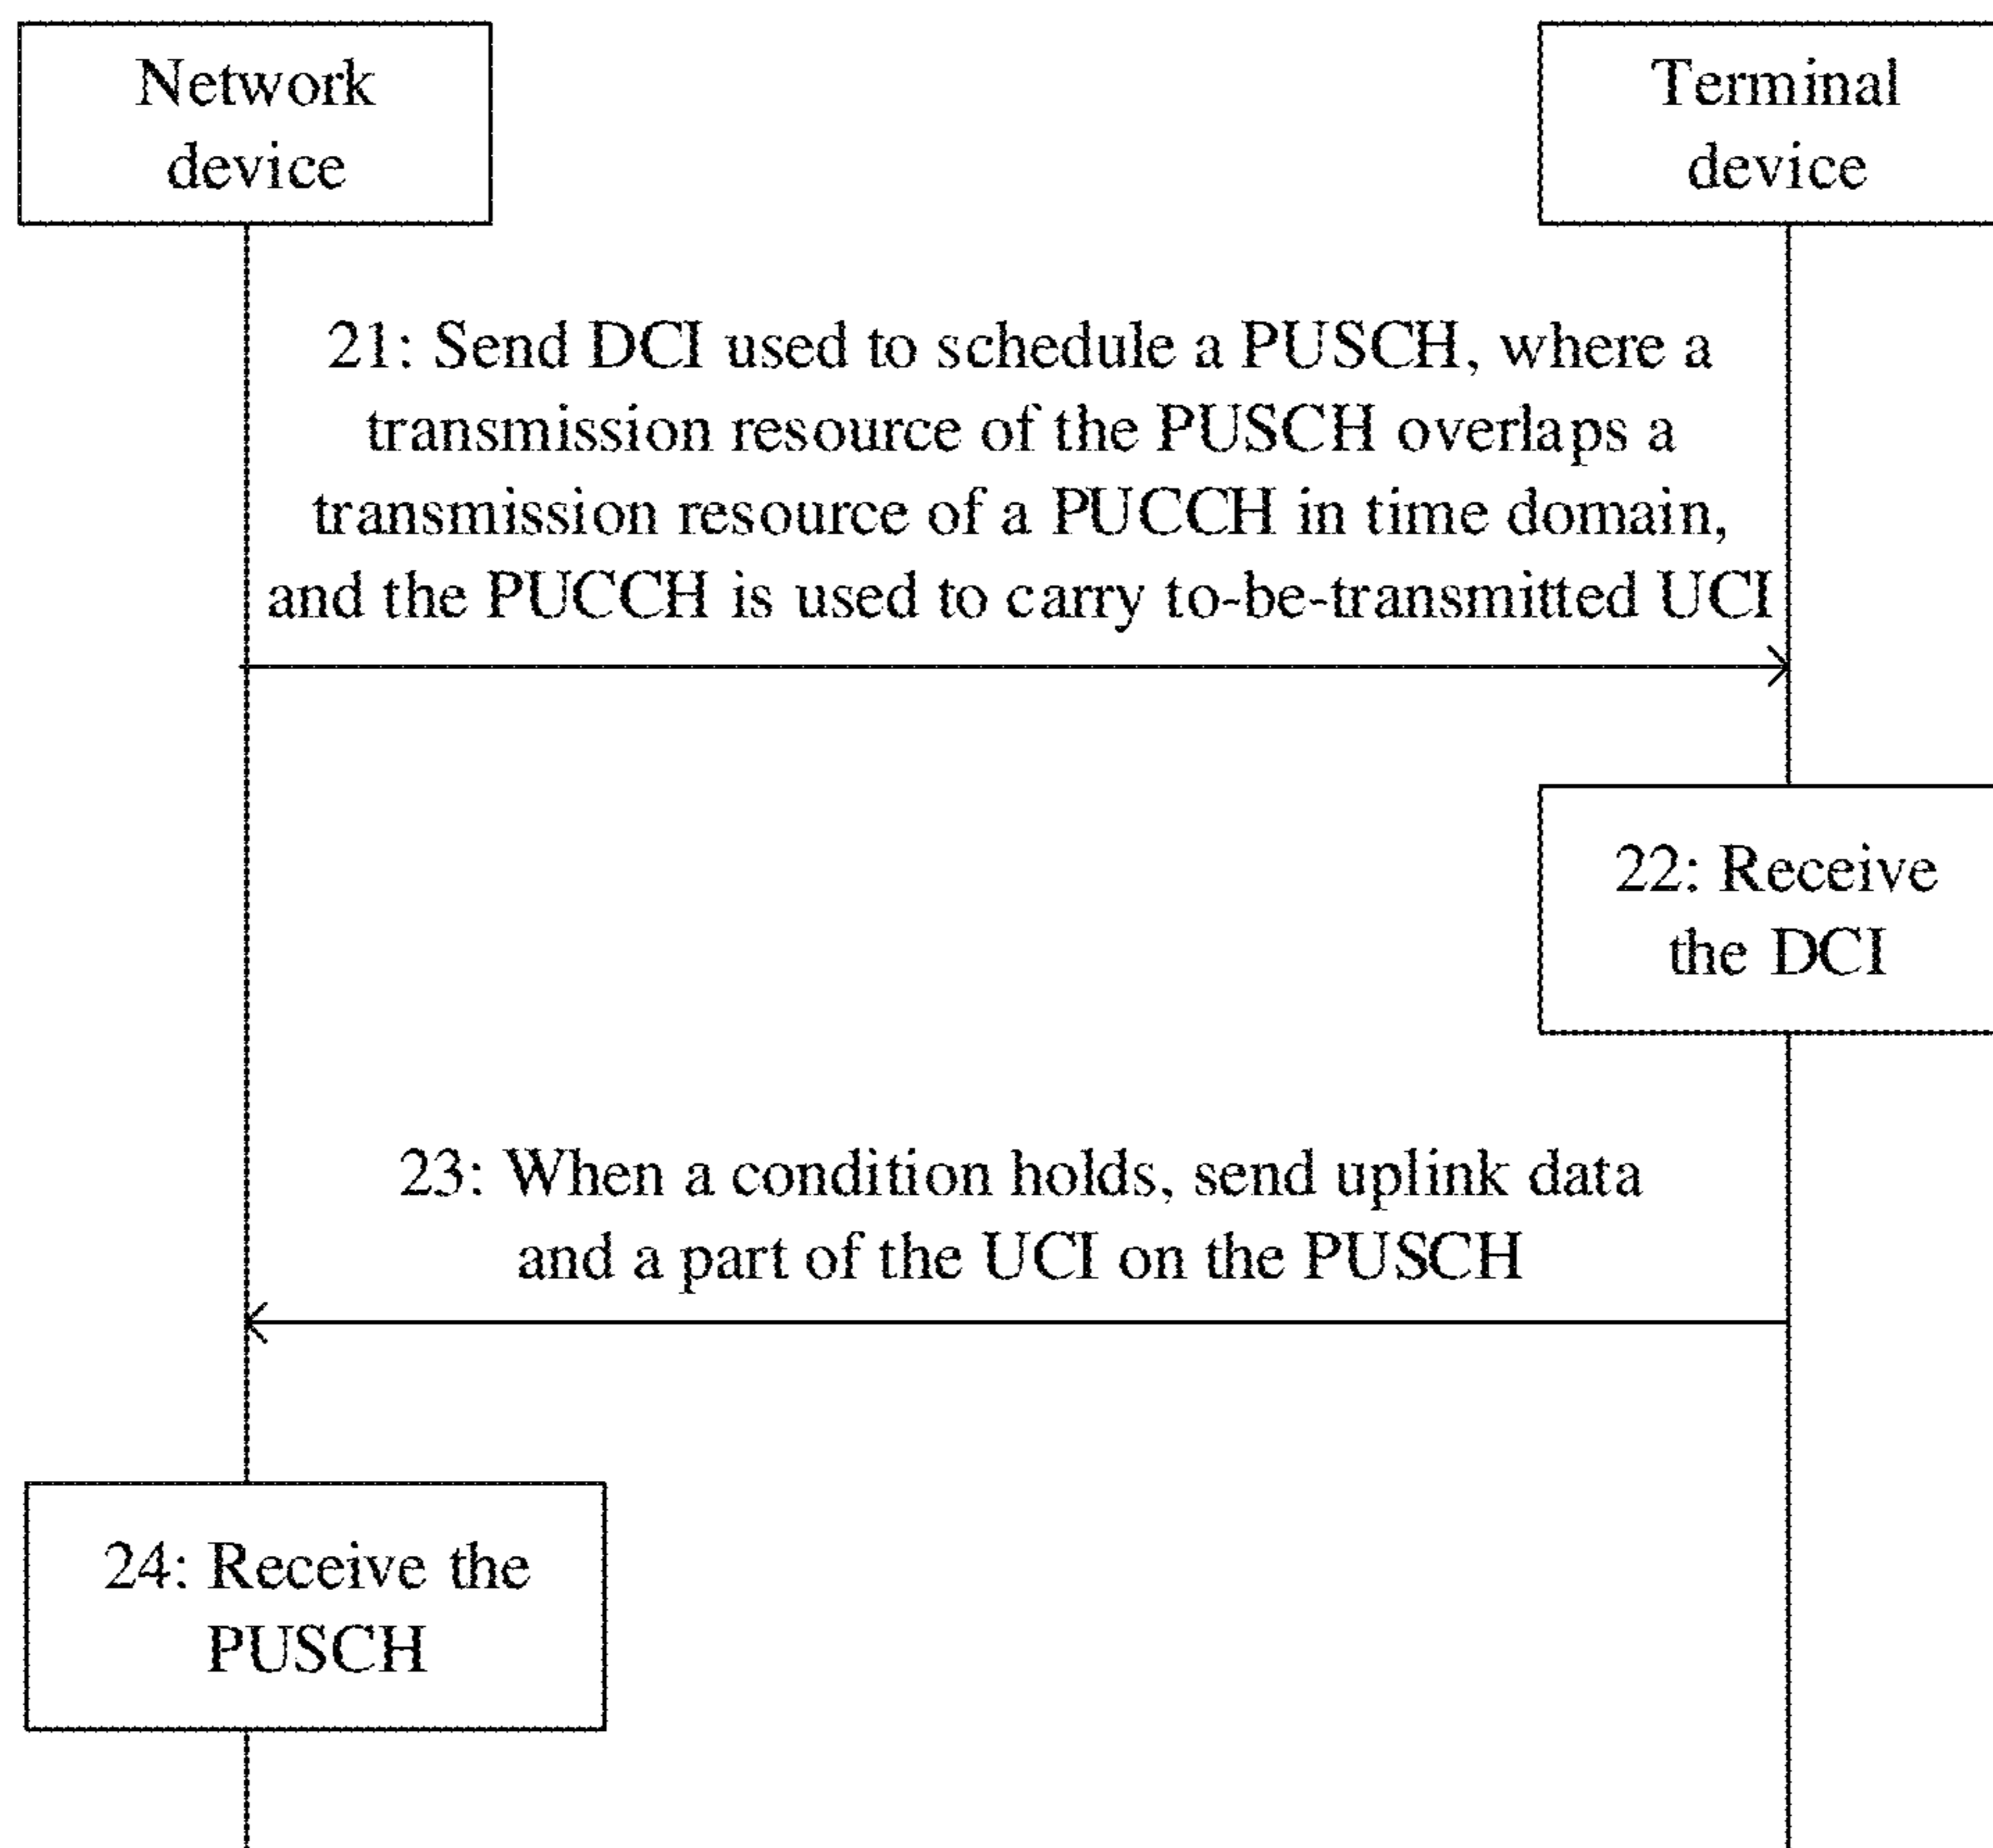 Network
device
Terminal
device
21: Send DCI used to schedule a PUSCH, where a
transmission resource of the PUSCH overlaps a
transmission resource of a PUCCH in time domain,
and the PUCCH is used to carry to-be-transmitted UCI
22: Receive
the DCI
23: When a condition holds, send uplink data
and a part of the UCI on the PUSCH
24: Receive the
PUSCH